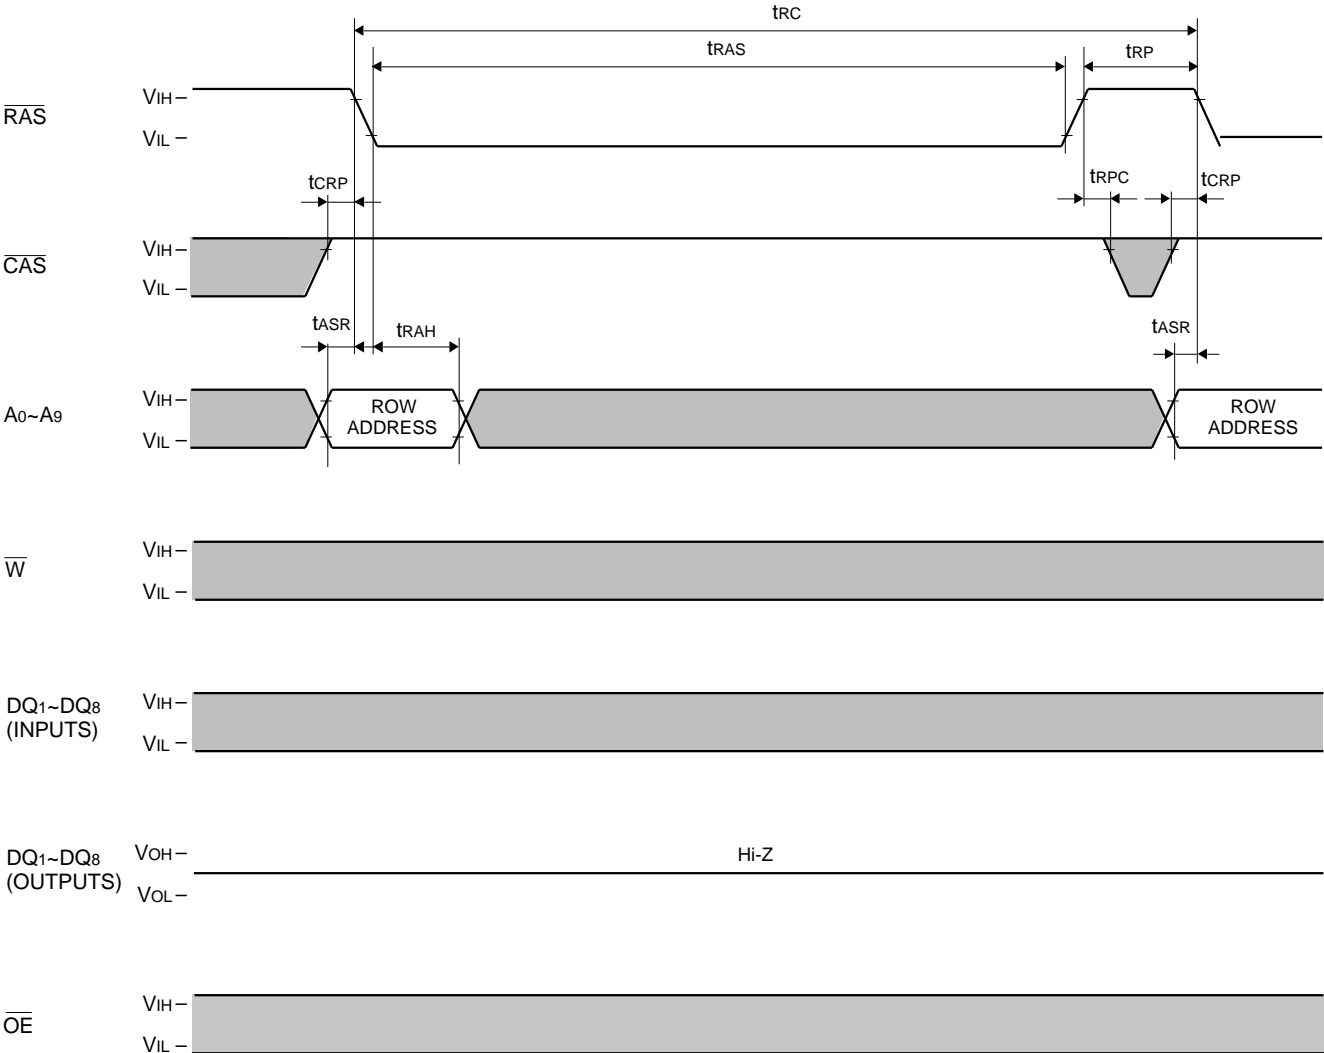 tRC
tRAS
tRP
RAS
VIH –
VIL –
tCRP
tRPC
tCRP
CAS
VIH –
VIL –
tASR
tRAH
tASR
A0~A9
VIH –
VIL –
ROW
ADDRESS
ROW
ADDRESS
W
VIH –
VIL –
DQ1~DQ8
(INPUTS)
VIH –
VIL –
DQ1~DQ8
(OUTPUTS)
VOH –
VOL –
Hi-Z
OE
VIH –
VIL –